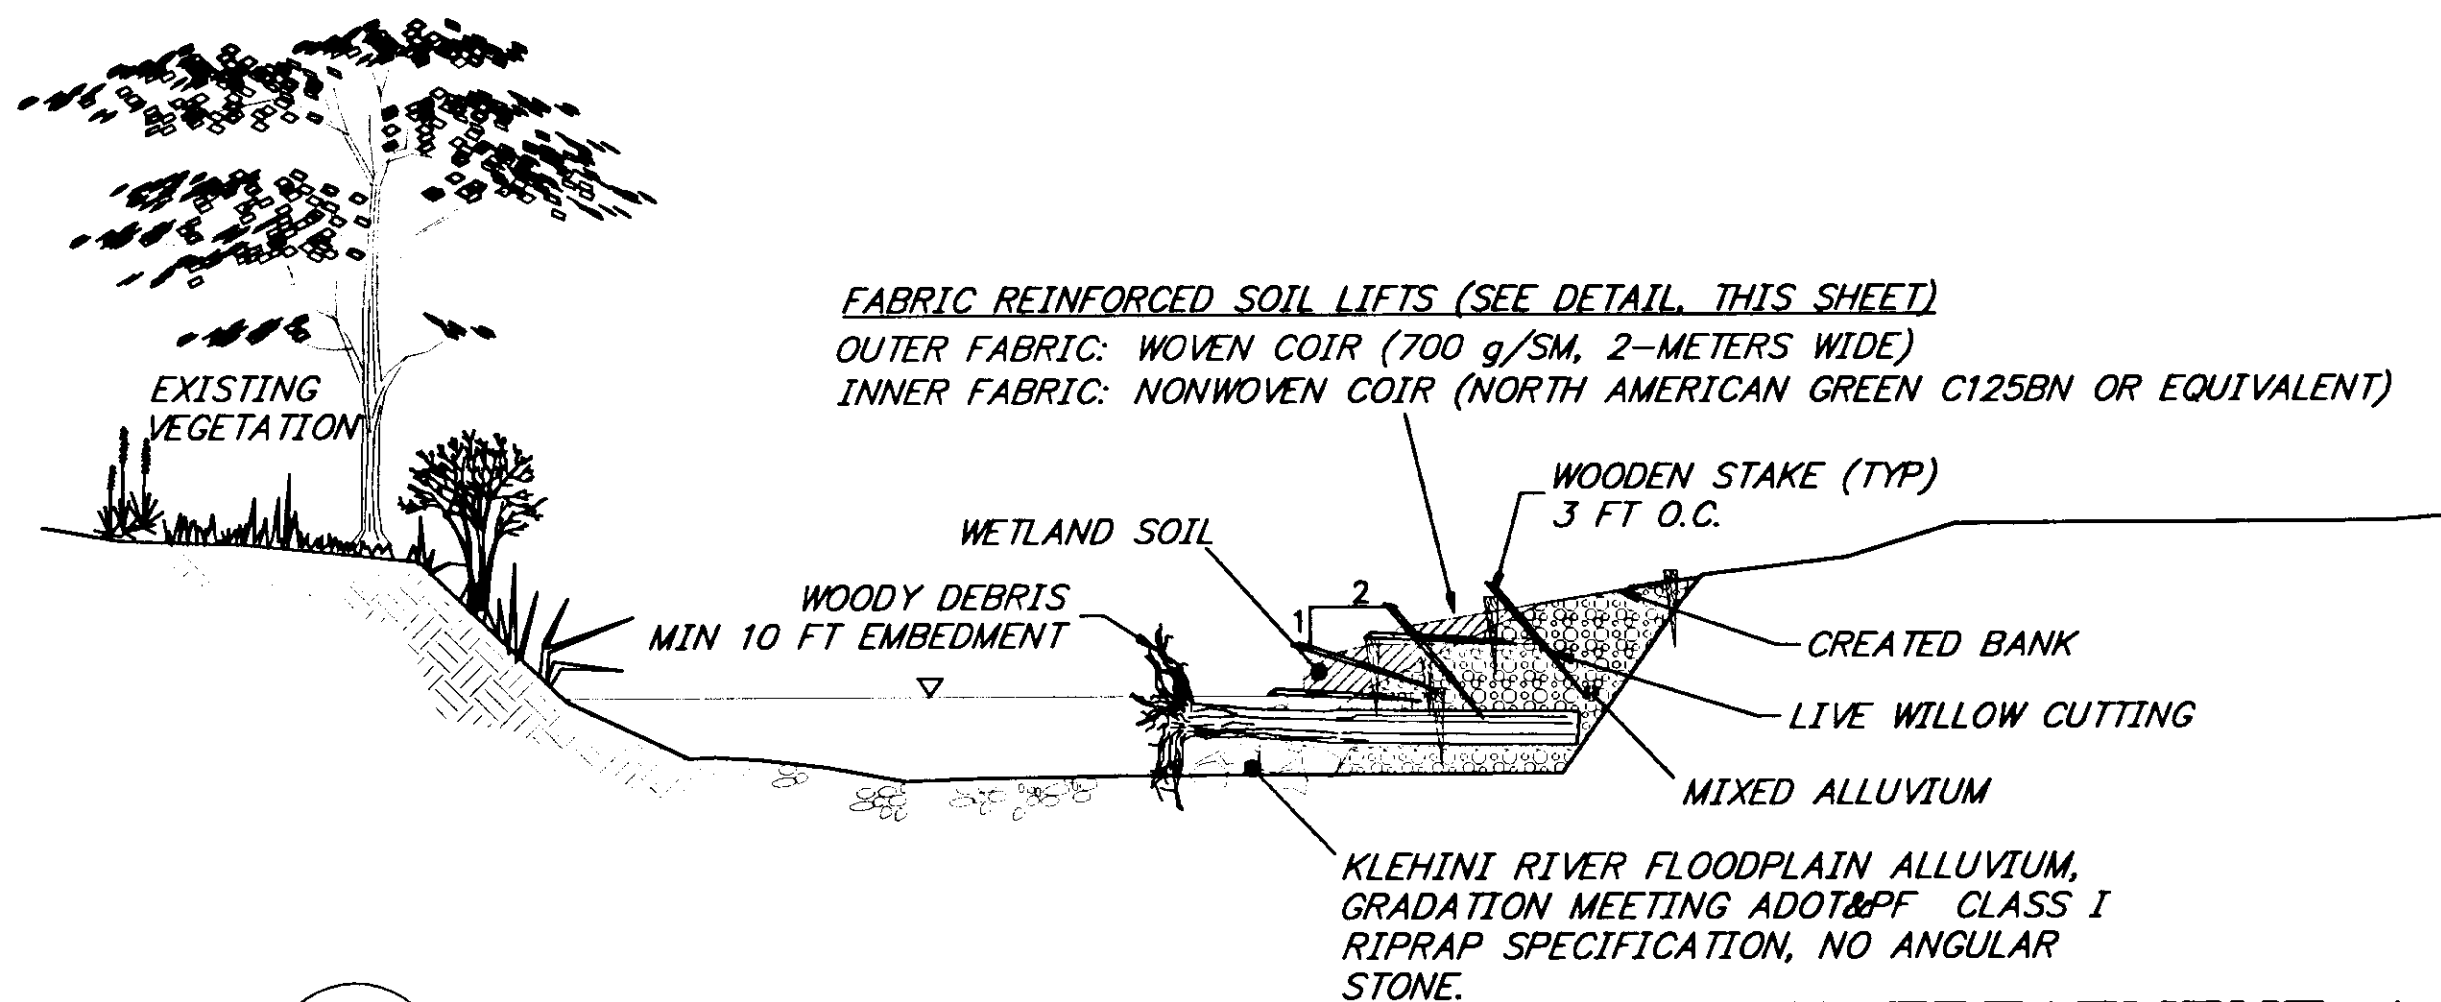 FABRIC REINFORCED SOIL LIFTS (SEE DETAIL, THIS SHEET)
OUTER FABRIC: WOVEN COIR (700 g/SM, 2-METERS WIDE)
INNER FABRIC: NONWOVEN COIR (NORTH AMERICAN GREEN C125BN OR EQUIVALENT)
EXISTING
VEGETATION
WOODEN STAKE (TYP)
3 FT O.C.
WETLAND SOIL
WOODY DEBRIS
MIN 10 FT EMBEDMENT
2
1
CREATED BANK
LIVE WILLOW CUTTING
MIXED ALLUVIUM
KLEHINI RIVER FLOODPLAIN ALLUVIUM,
GRADATION MEETING ADOT&PF CLASS I
RIPRAP SPECIFICATION, NO ANGULAR
STONE.